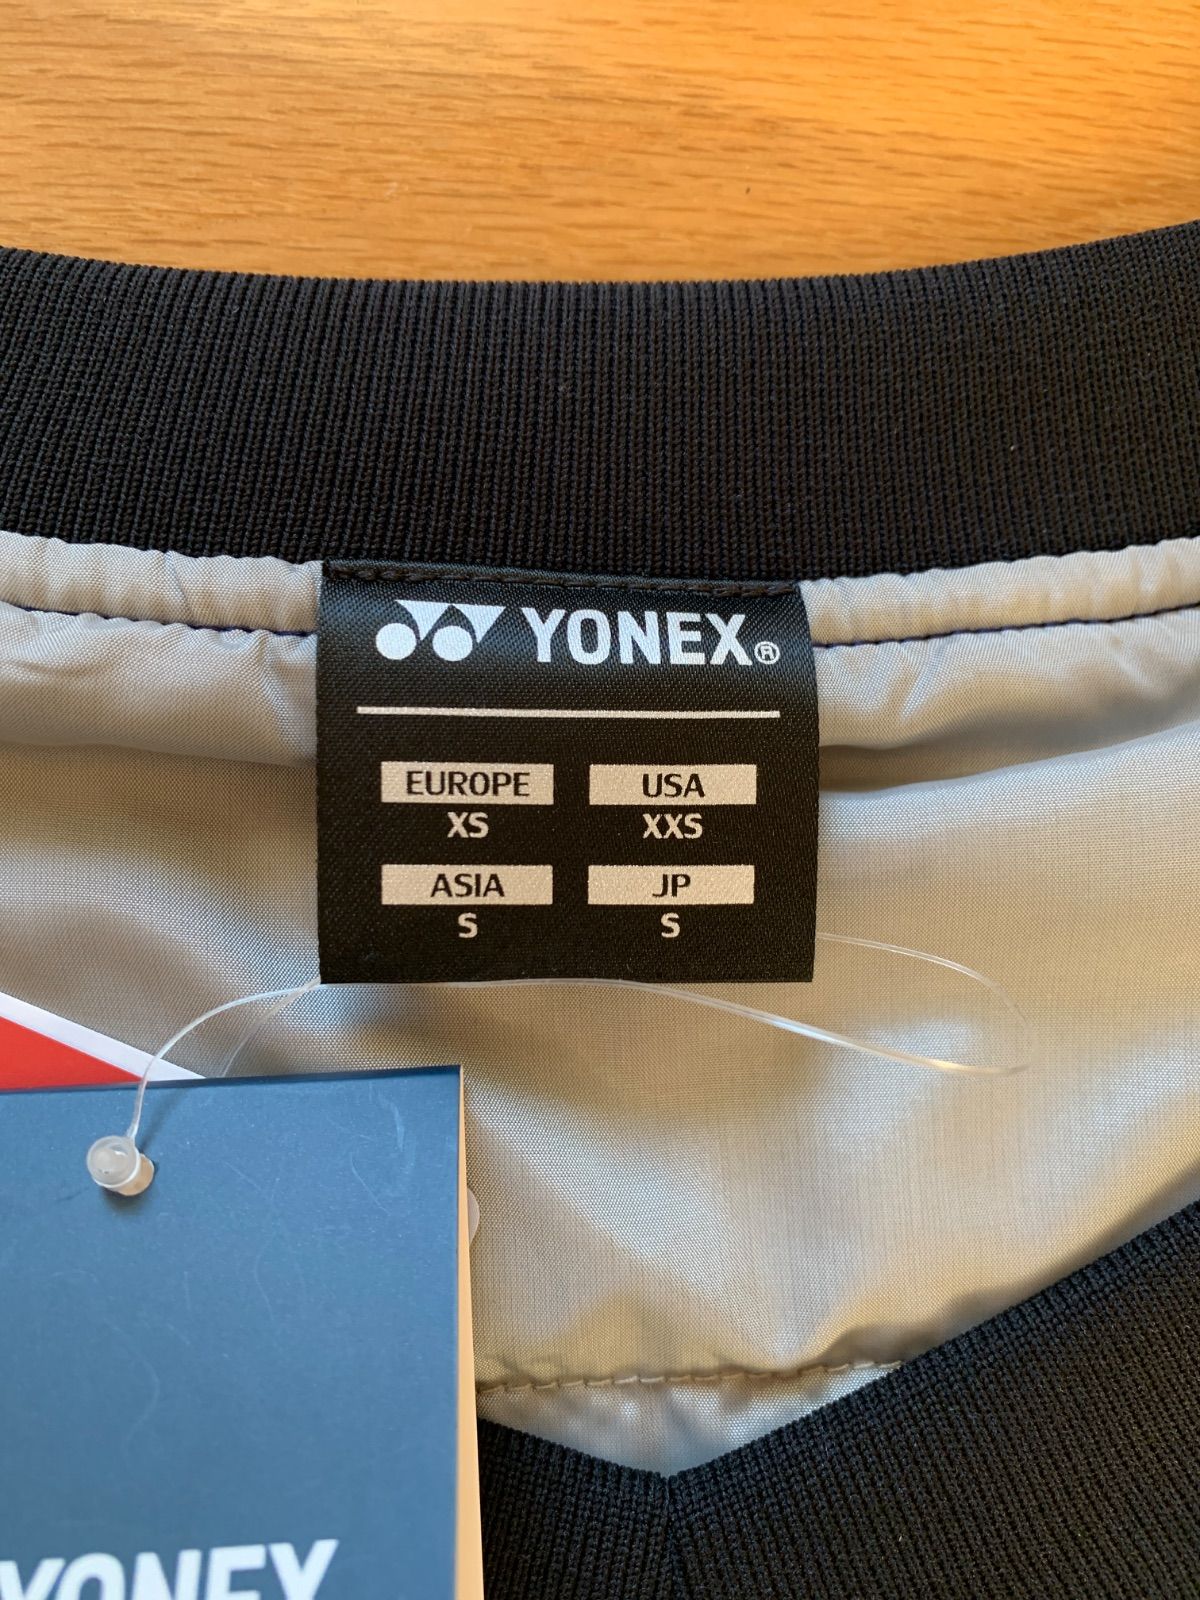 YONEX®
EUROPE USA
XS XXS
ASIA JP
S S
YONEX